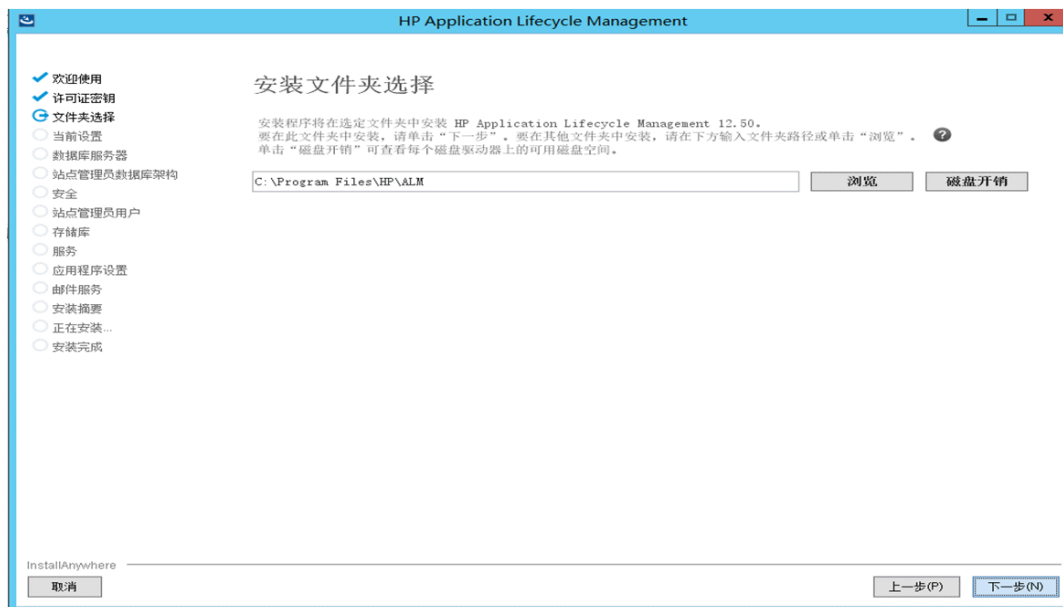 HP Application Lifecycle Management
欢迎使用
许可证密钥
文件夹选择
当前设置
数据库服务器
站点管理员数据库架构
安全
站点管理员用户
存储库
服务
应用程序设置
邮件服务
安装摘要
正在安装...
安装完成
安装文件夹选择
安装程序将在选定文件夹中安装 HP Application Lifecycle Management 12.50。
要在此文件夹中安装，请单击“下一步”。要在其他文件夹中安装，请在下方输入文件夹路径或单击“浏览”。
单击“磁盘开销”可查看每个磁盘驱动器上的可用磁盘空间。
C:\Program Files\HP\ALM
浏览
磁盘开销
InstallAnywhere
取消
上一步(P)
下一步(N)